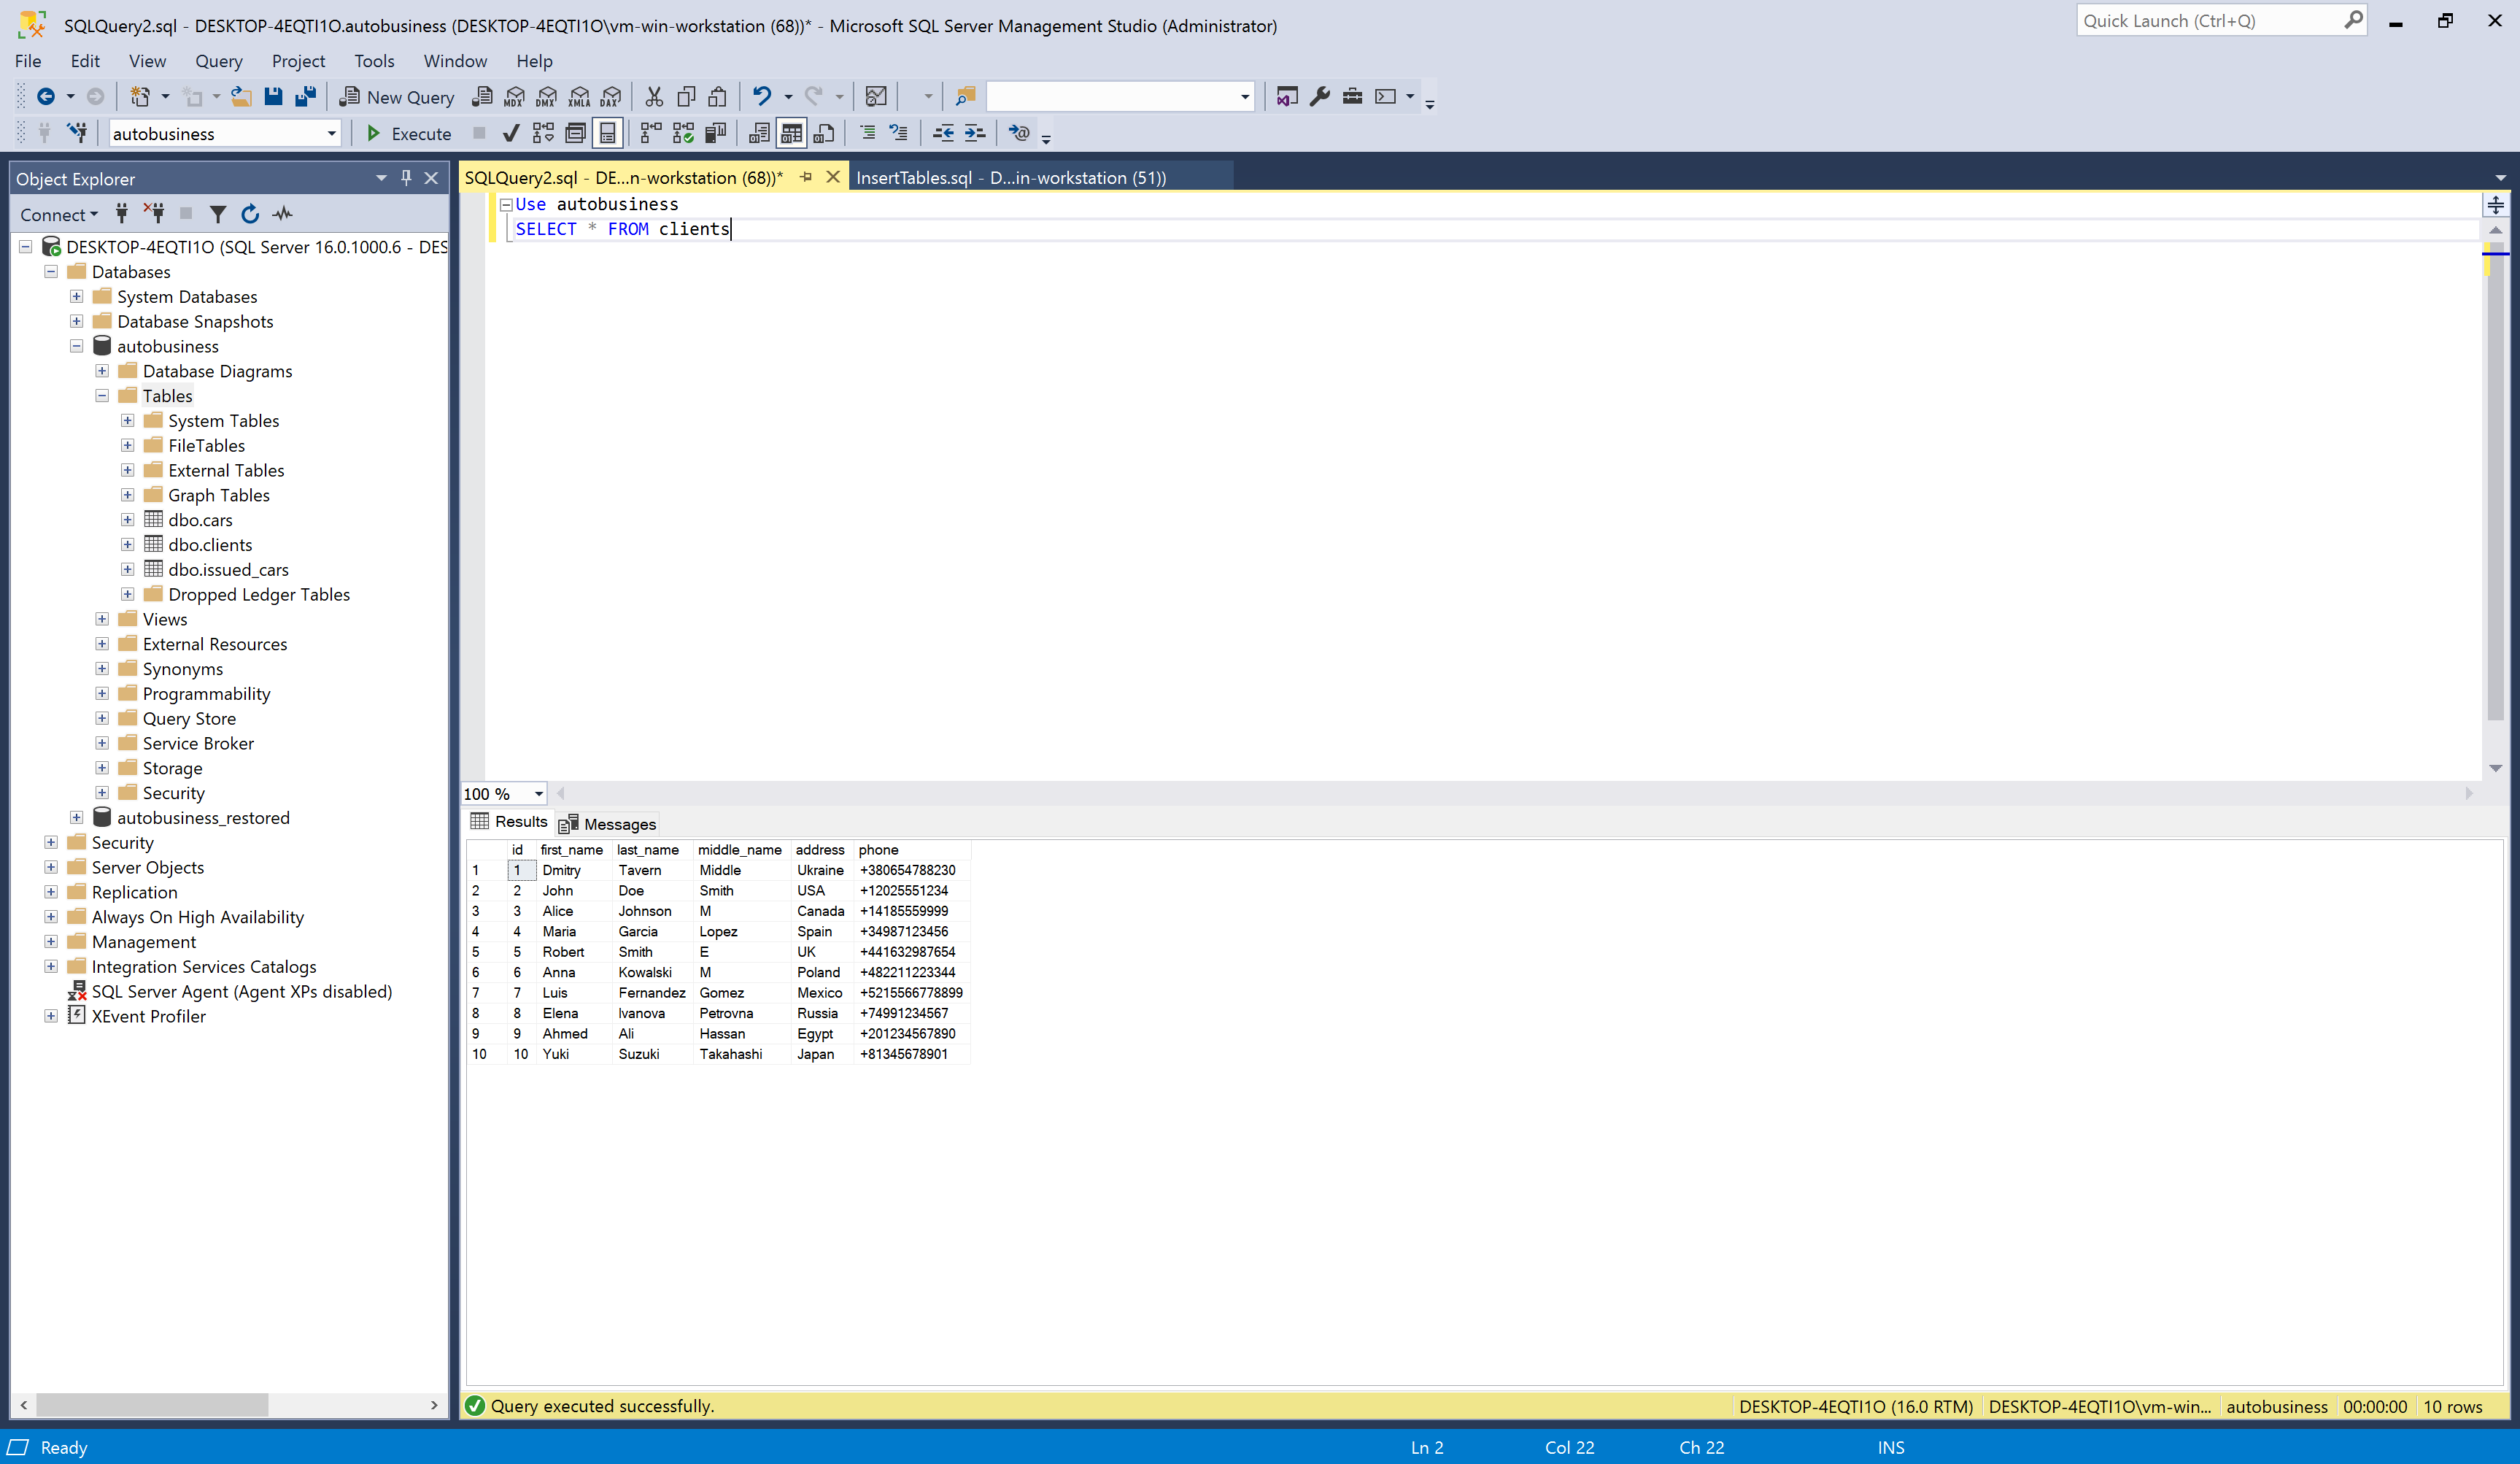 SQLQuery2.sql - DESKTOP-4EQTI1O.autobusiness (DESKTOP-4EQTI1O\vm-win-workstation (68))* - Microsoft SQL Server Management Studio (Administrator)
Quick Launch (Ctrl+Q)
File Edit View Query Project Tools Window Help
New Query MDX DMX XMLA DAX
autobusiness Execute
Object Explorer
SQLQuery2.sql - DE...n-workstation (68))* InsertTables.sql - D...in-workstation (51))
Connect
Use autobusiness
SELECT * FROM clients
DESKTOP-4EQTI1O (SQL Server 16.0.1000.6 - DES
Databases
System Databases
Database Snapshots
autobusiness
Database Diagrams
Tables
System Tables
FileTables
External Tables
Graph Tables
dbo.cars
dbo.clients
dbo.issued_cars
Dropped Ledger Tables
Views
External Resources
Synonyms
Programmability
Query Store
Service Broker
Storage
Security
autobusiness_restored
Security
Server Objects
Replication
Always On High Availability
Management
Integration Services Catalogs
SQL Server Agent (Agent XPs disabled)
XEvent Profiler
100 %
Results Messages
id first_name last_name middle_name address phone
1 1 Dmitry Tavern Middle Ukraine +380654788230
2 2 John Doe Smith USA +12025551234
3 3 Alice Johnson M Canada +14185559999
4 4 Maria Garcia Lopez Spain +34987123456
5 5 Robert Smith E UK +441632987654
6 6 Anna Kowalski M Poland +482211223344
7 7 Luis Fernandez Gomez Mexico +5215566778899
8 8 Elena Ivanova Petrovna Russia +74991234567
9 9 Ahmed Ali Hassan Egypt +201234567890
10 10 Yuki Suzuki Takahashi Japan +81345678901
Query executed successfully. DESKTOP-4EQTI1O (16.0 RTM) DESKTOP-4EQTI1O\vm-win... autobusiness 00:00:00 10 rows
Ready Ln 2 Col 22 Ch 22 INS